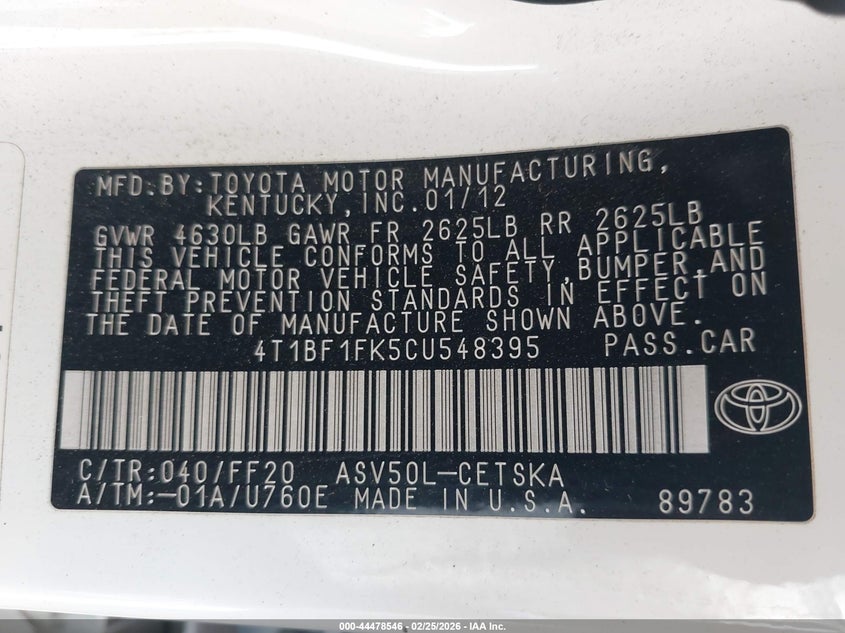 MFD.BY:TOYOTA MOTOR MANUFACTURING,
KENTUCKY,INC.01/12
GVWR 4630LB GAWR FR 2625LB RR 2625LB
THIS VEHICLE CONFORMS TO ALL APPLICABLE
FEDERAL MOTOR VEHICLE SAFETY,BUMPER,AND
THEFT PREVENTION STANDARDS IN EFFECT ON
THE DATE OF MANUFACTURE SHOWN ABOVE.
4T1BF1FK5CU548395 PASS.CAR
C/TR:040/FF20 ASV50L-CETSKA
A/TM:-01A/U760E MADE IN U.S.A. 89783
000-44478546 | 02/25/2026 – IAA Inc.